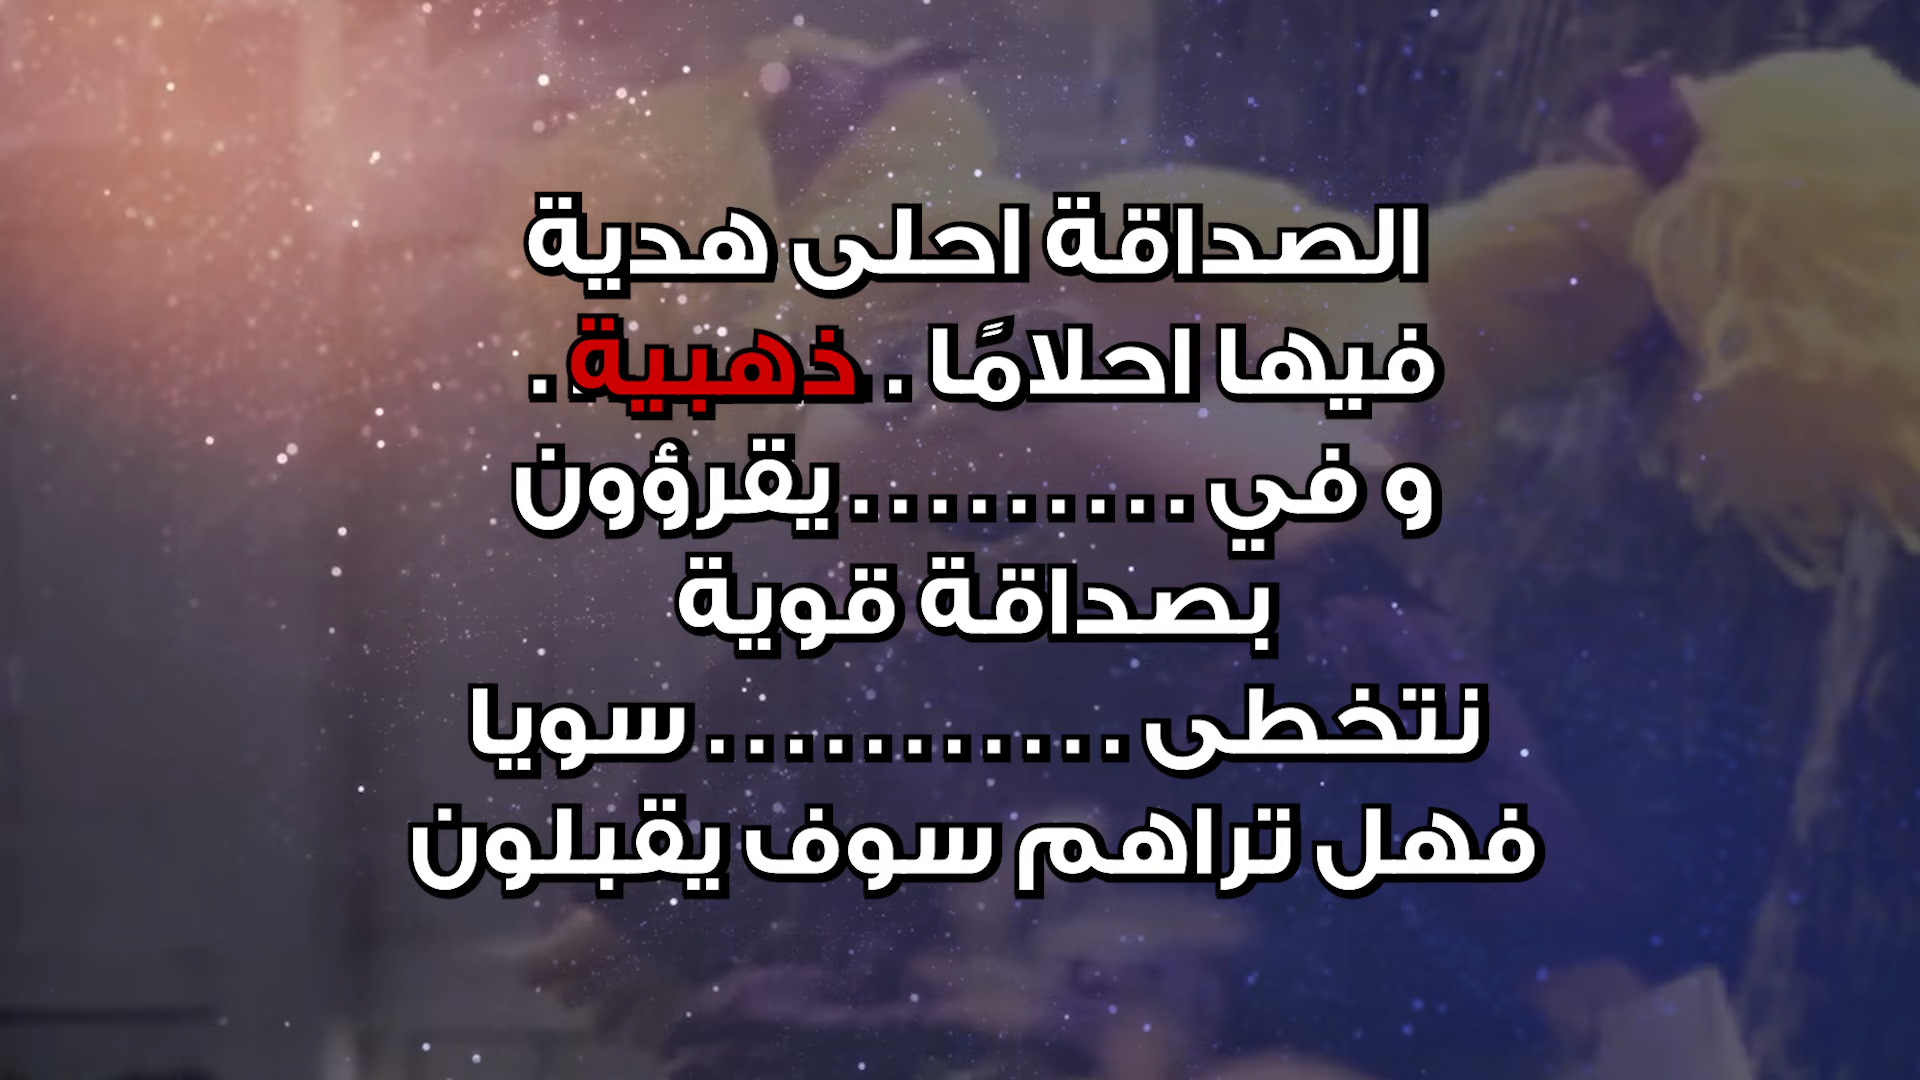 الصداقة احلى هدية
فيها احلامًا . ذهبية .
و في . . . . . . . . . يقرؤون
بصداقة قوية
نتخطى . . . . . . . . . . . سويا
فهل تراهم سوف يقبلون